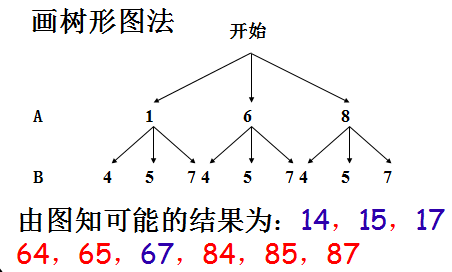 画树形图法
开始
A 1 6 8
B 4 5 7 4 5 7 4 5 7
由图知可能的结果为：14，15，17
64，65，67，84，85，87